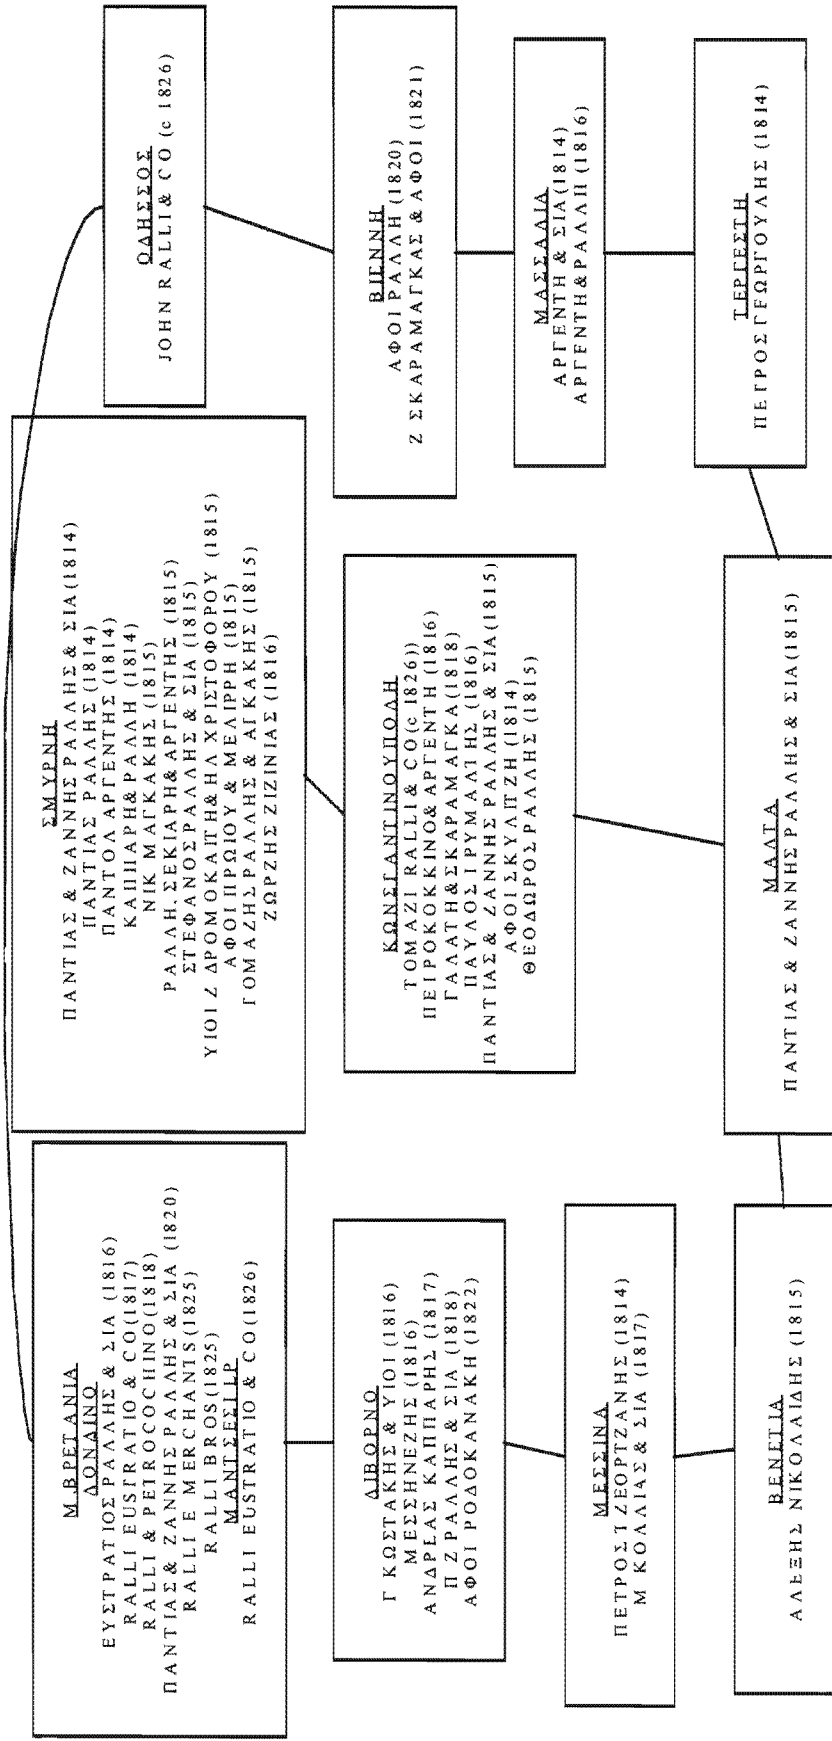 Μ.ΒΡΕΤΑΝΙΑ
ΛΟΝΔΙΝΟ
ΕΥΣΤΡΑΤΙΟΣ ΡΑΛΛΗΣ & ΣΙΑ (1816)
RALLI EUSTRATIO & CO (1817)
RALLI & PETROCOCHINO (1818)
ΠΑΝΤΙΑΣ & ΖΑΝΝΗΣ ΡΑΛΛΗΣ & ΣΙΑ (1820)
RALLI E MERCHANTS (1825)
RALLI BROS (1825)
ΜΑΝΤΣΕΣΤΕΡ
RALLI EUSTRATIO & CO (1826)
ΣΜΥΡΝΗ
ΠΑΝΤΙΑΣ & ΖΑΝΝΗΣ ΡΑΛΛΗΣ & ΣΙΑ (1814)
ΠΑΝΤΙΑΣ ΡΑΛΛΗΣ (1814)
ΠΑΝΤΟΛ ΑΡΓΕΝΤΗΣ (1814)
ΚΑΠΠΑΡΗ & ΡΑΛΛΗ (1814)
ΝΙΚ ΜΑΓΚΑΚΗΣ (1815)
ΡΑΛΛΗ, ΣΕΚΙΑΡΗ & ΑΡΓΕΝΤΗΣ (1815)
ΣΤΕΦΑΝΟΣ ΡΑΛΛΗΣ & ΣΙΑ (1815)
ΥΙΟΙ Ζ ΔΡΟΜΟΚΑΙΤΗ & ΗΛ ΧΡΙΣΤΟΦΟΡΟΥ (1815)
ΑΦΟΙ ΠΡΩΙΟΥ & ΜΕΛΙΡΡΗ (1815)
ΤΟΜΑΖΗΣ ΡΑΛΛΗΣ & ΑΓΚΑΚΗΣ (1815)
ΖΩΡΖΗΣ ΖΙΖΙΝΙΑΣ (1816)
ΟΔΗΣΣΟΣ
JOHN RALLI & CO (c 1826)
ΛΙΒΟΡΝΟ
Γ ΚΩΣΤΑΚΗΣ & ΥΙΟΙ (1816)
ΜΕΣΣΗΝΕΖΗΣ (1816)
ΑΝΔΡΕΑΣ ΚΑΠΠΑΡΗΣ (1817)
Π Ζ ΡΑΛΛΗΣ & ΣΙΑ (1818)
ΑΦΟΙ ΡΟΔΟΚΑΝΑΚΗ (1822)
ΚΩΝΣΤΑΝΤΙΝΟΥΠΟΛΗ
ΤΟΜΑΖΙ RALLI & CO (c 1826))
ΠΕΤΡΟΚΟΚΚΙΝΟ & ΑΡΓΕΝΤΗ (1816)
ΓΑΛΑΤΗ & ΣΚΑΡΑΜΑΓΚΑ (1818)
ΠΑΥΛΟΣ (1816)
ΠΑΝΤΙΑΣ & ΖΑΝΝΗΣ ΡΑΛΛΗΣ & ΣΙΑ (1815)
ΑΦΟΙ ΣΚΥΛΙΤΖΗ (1814)
ΘΕΟΔΩΡΟΣ ΡΑΛΛΗΣ (1815)
ΒΙΕΝΝΗ
ΑΦΟΙ ΡΑΛΛΗ (1820)
Ζ ΣΚΑΡΑΜΑΓΚΑΣ & ΑΦΟΙ (1821)
ΜΑΣΣΑΛΙΑ
ΑΡΓΕΝΤΗ & ΣΙΑ (1814)
ΑΡΓΕΝΤΗ & ΡΑΛΛΗ (1816)
ΜΕΣΣΙΝΑ
ΠΕΤΡΟΣ ΤΖΕΟΡΤΖΑΝΗΣ (1814)
Μ ΚΟΛΛΙΑΣ & ΣΙΑ (1817)
ΒΕΝΕΤΙΑ
ΑΛΕΞΗΣ ΝΙΚΟΛΑΙΔΗΣ (1815)
ΜΑΛΤΑ
ΠΑΝΤΙΑΣ & ΖΑΝΝΗΣ ΡΑΛΛΗΣ & ΣΙΑ (1815)
ΤΕΡΓΕΣΤΗ
ΠΕΤΡΟΣ ΓΕΩΡΓΟΥΛΗΣ (1814)